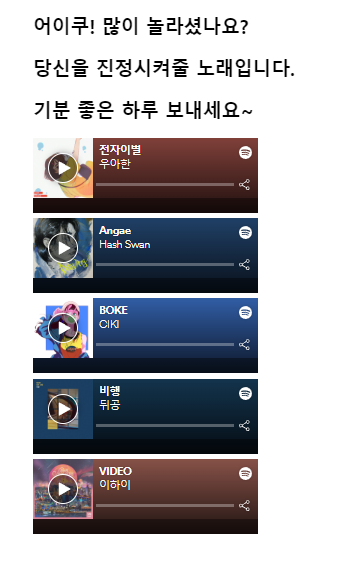 어이쿠! 많이 놀라셨나요?
당신을 진정시켜줄 노래입니다.
기분 좋은 하루 보내세요~
전자이별
우아한
Angae
Hash Swan
BOKE
CIKI
비행
뒤공
VIDEO
이하이